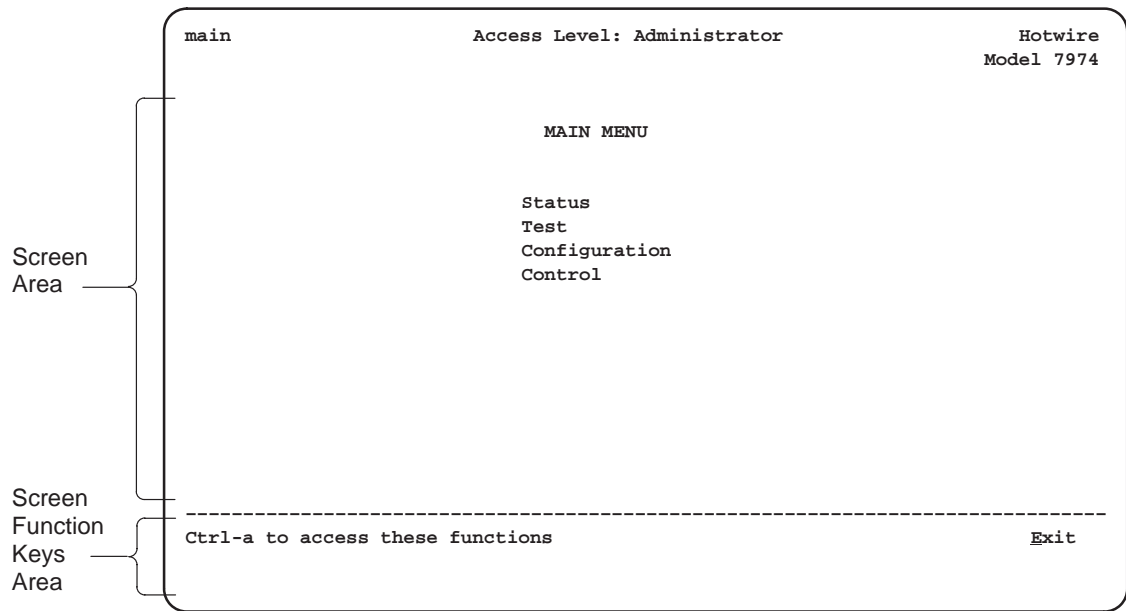 main Access Level: Administrator Hotwire
Model 7974
MAIN MENU
Status
Test
Configuration
Control
Screen
Area
--------------------------------------------------------------------------------
Screen
Function
Keys
Area
Ctrl-a to access these functions Exit